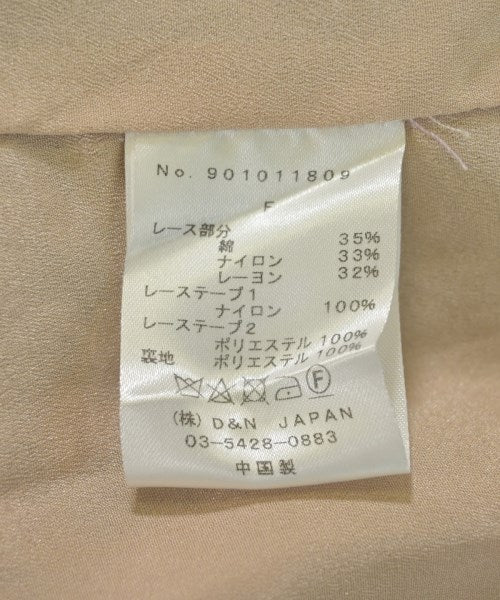 No. 901011809
F
レース部分
綿 35%
ナイロン 33%
レーヨン 32%
レーステープ1
ナイロン 100%
レーステープ2
ポリエステル 100%
裏地 ポリエステル 100%
F
(株) D&N JAPAN
03-5428-0883
中国製